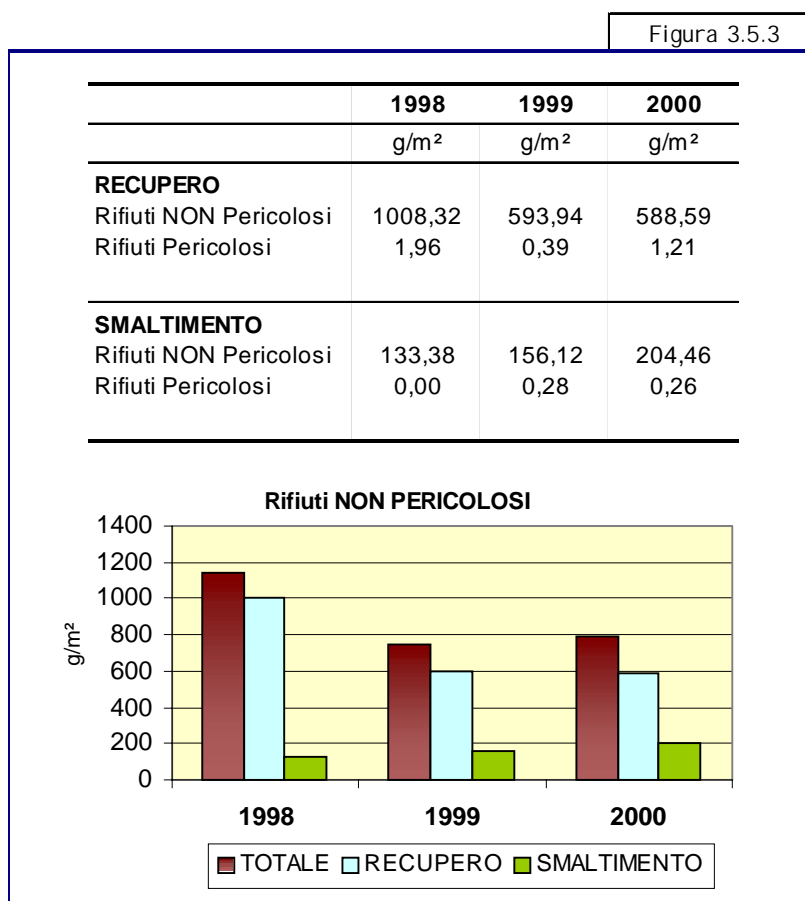 Figura 3.5.3
1998 1999 2000
g/m² g/m² g/m²
RECUPERO
Rifiuti NON Pericolosi 1008,32 593,94 588,59
Rifiuti Pericolosi 1,96 0,39 1,21
SMALTIMENTO
Rifiuti NON Pericolosi 133,38 156,12 204,46
Rifiuti Pericolosi 0,00 0,28 0,26
Rifiuti NON PERICOLOSI
1400
1200
1000
800
600
400
200
0
g/m²
1998 1999 2000
TOTALE RECUPERO SMALTIMENTO